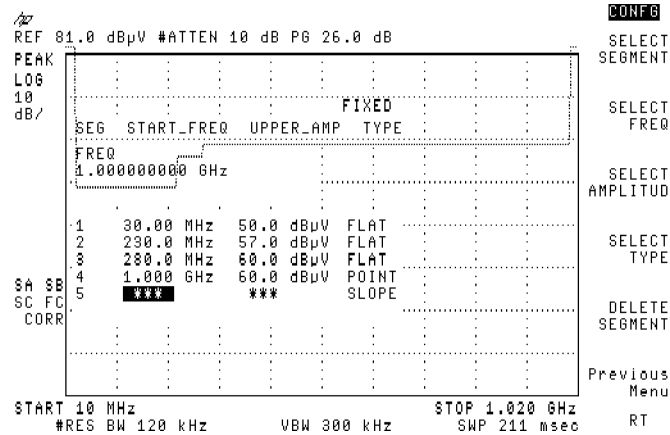 CONFG
hp
REF 81.0 dBµV #ATTEN 10 dB PG 26.0 dB
PEAK
LOG
10
dB/
FIXED
SEG START_FREQ UPPER_AMP TYPE
FREQ
1.000000000 GHz
1 30.00 MHz 50.0 dBµV FLAT
2 230.0 MHz 57.0 dBµV FLAT
3 280.0 MHz 60.0 dBµV FLAT
4 1.000 GHz 60.0 dBµV POINT
5 *** *** SLOPE
SA SB
SC FC
CORR
START 10 MHz STOP 1.020 GHz
#RES BW 120 kHz VBW 300 kHz SWP 211 msec
SELECT
SEGMENT
SELECT
FREQ
SELECT
AMPLITUD
SELECT
TYPE
DELETE
SEGMENT
Previous
Menu
RT